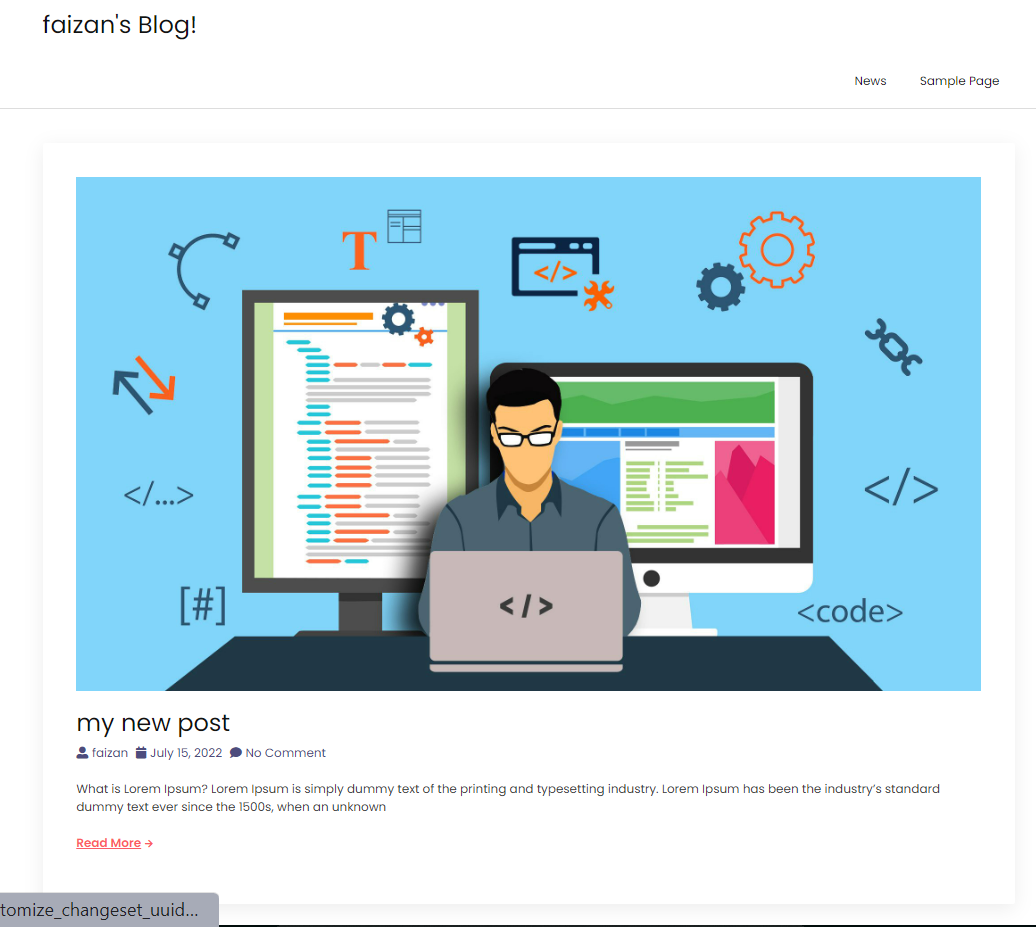 faizan's Blog!
News Sample Page
T
</>
</...>
</>
[#]
</>
<code>
my new post
faizan July 15, 2022 No Comment
What is Lorem Ipsum? Lorem Ipsum is simply dummy text of the printing and typesetting industry. Lorem Ipsum has been the industry’s standard
dummy text ever since the 1500s, when an unknown
Read More →
tomize_changeset_uuid...